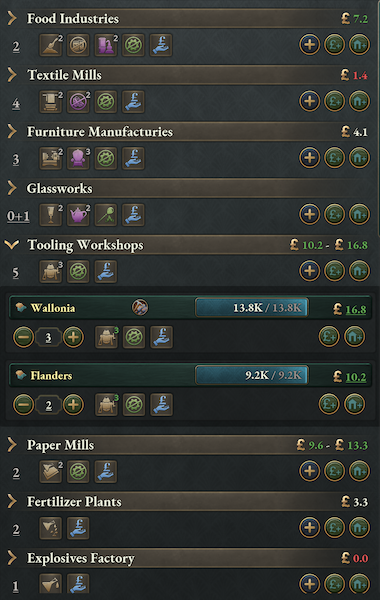 Food Industries £ 7.2
2 2 2
Textile Mills £ 1.4
4 2 2
Furniture Manufacturies £ 4.1
3 2 3
Glassworks
0+1 2 2
Tooling Workshops £ 10.2 - £ 16.8
5 3
Wallonia 13.8K / 13.8K £ 16.8
3 3
Flanders 9.2K / 9.2K £ 10.2
2 3
Paper Mills £ 9.6 - £ 13.3
2 2
Fertilizer Plants £ 3.3
2
Explosives Factory £ 0.0
1